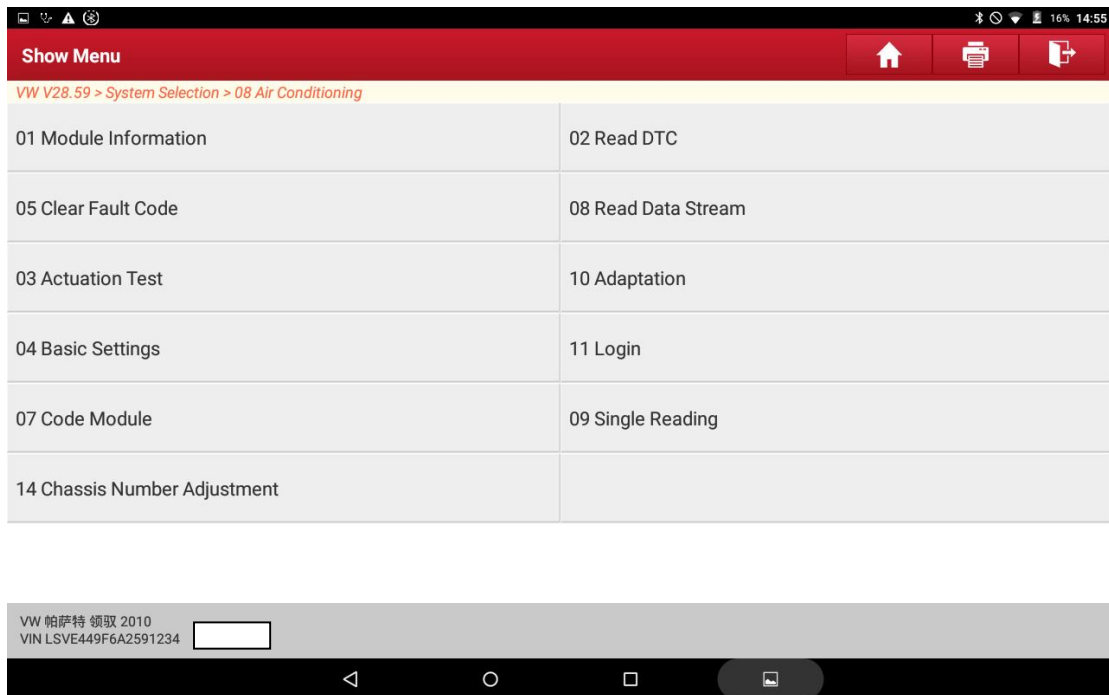 16% 14:55
Show Menu
VW V28.59 > System Selection > 08 Air Conditioning
01 Module Information
02 Read DTC
05 Clear Fault Code
08 Read Data Stream
03 Actuation Test
10 Adaptation
04 Basic Settings
11 Login
07 Code Module
09 Single Reading
14 Chassis Number Adjustment
VW 帕萨特 领驭 2010
VIN LSVE449F6A2591234